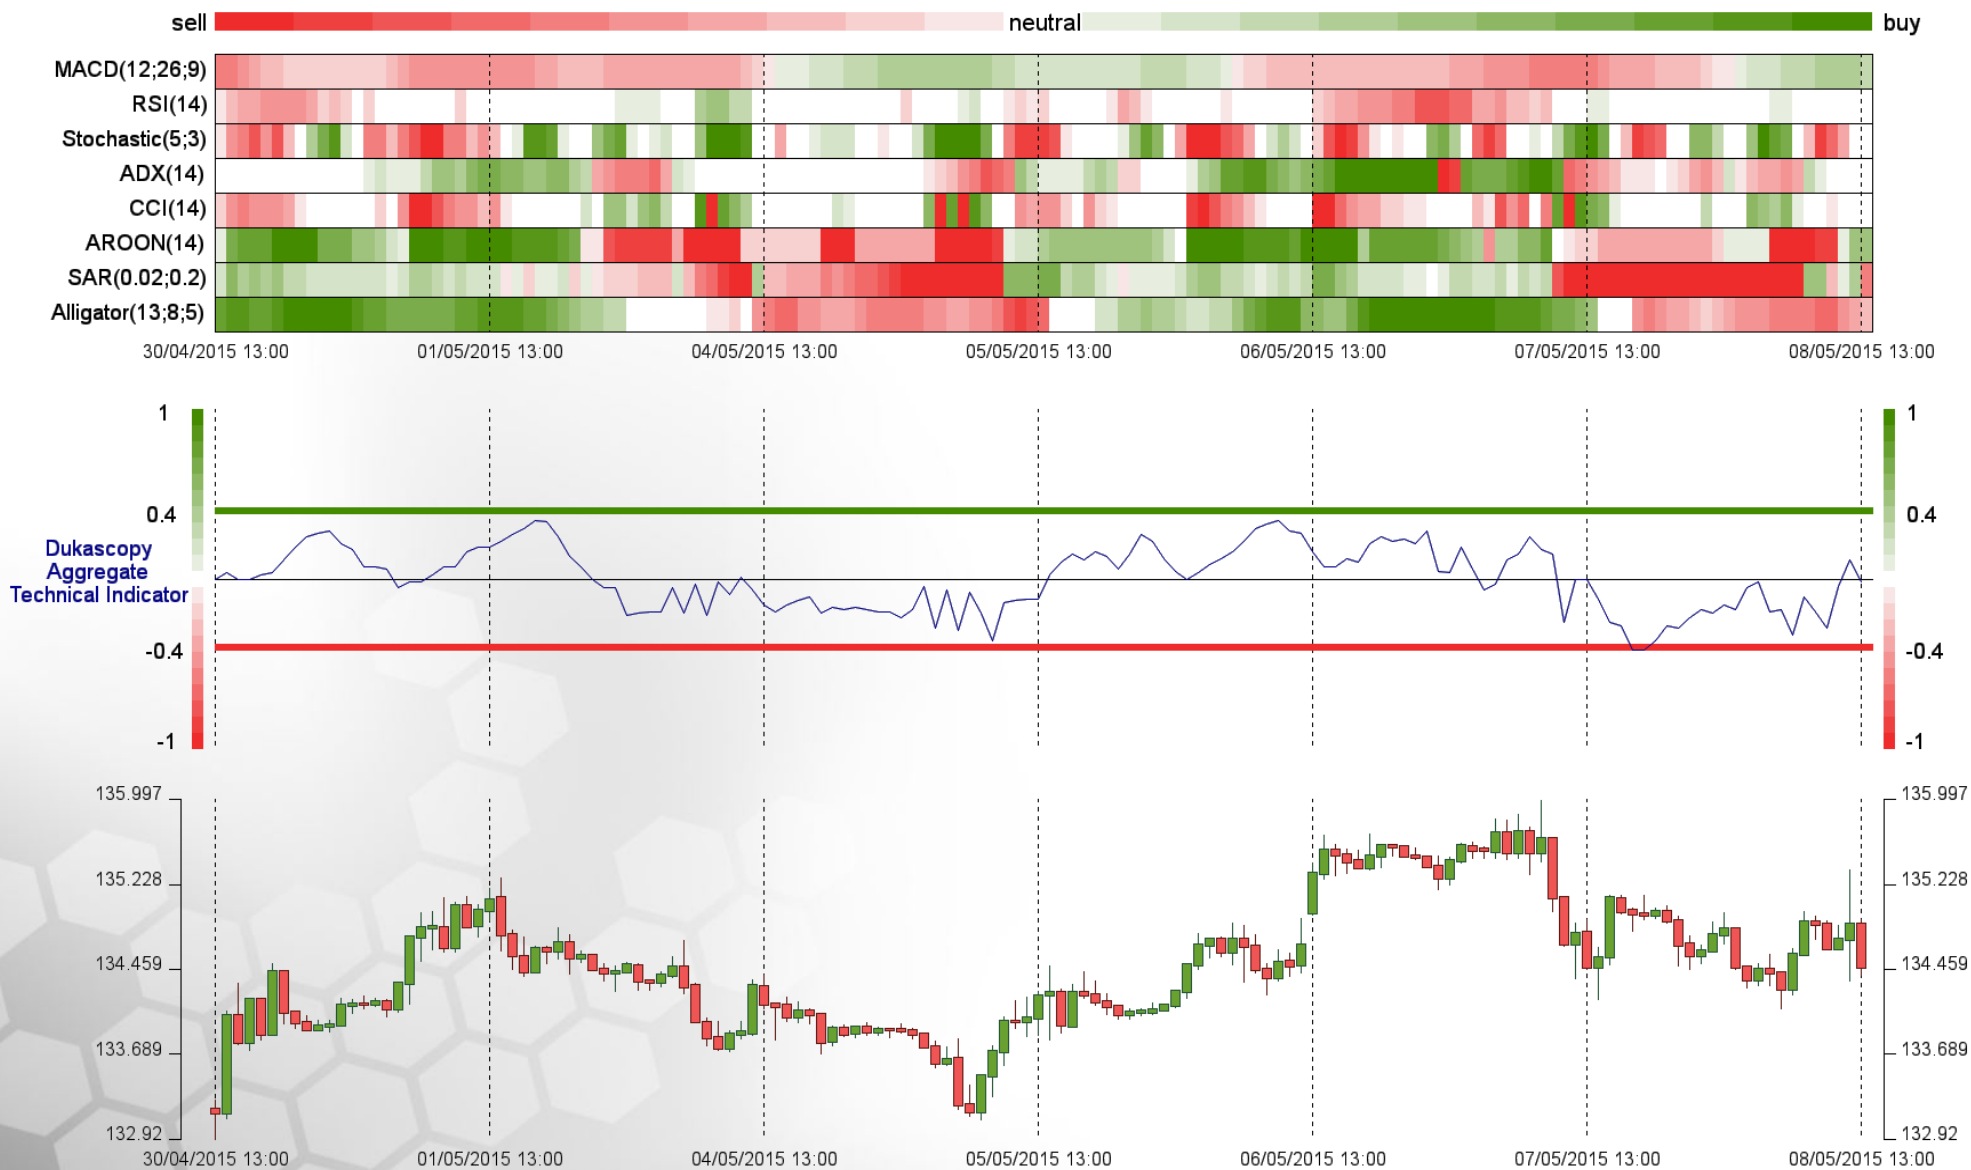 sell neutral buy
MACD(12;26;9)
RSI(14)
Stochastic(5;3)
ADX(14)
CCI(14)
AROON(14)
SAR(0.02;0.2)
Alligator(13;8;5)
30/04/2015 13:00 01/05/2015 13:00 04/05/2015 13:00 05/05/2015 13:00 06/05/2015 13:00 07/05/2015 13:00 08/05/2015 13:00
1 1
0.4 0.4
Dukascopy
Aggregate
Technical Indicator
-0.4 -0.4
-1 -1
135.997 135.997
135.228 135.228
134.459 134.459
133.689 133.689
132.92 132.92
30/04/2015 13:00 01/05/2015 13:00 04/05/2015 13:00 05/05/2015 13:00 06/05/2015 13:00 07/05/2015 13:00 08/05/2015 13:00